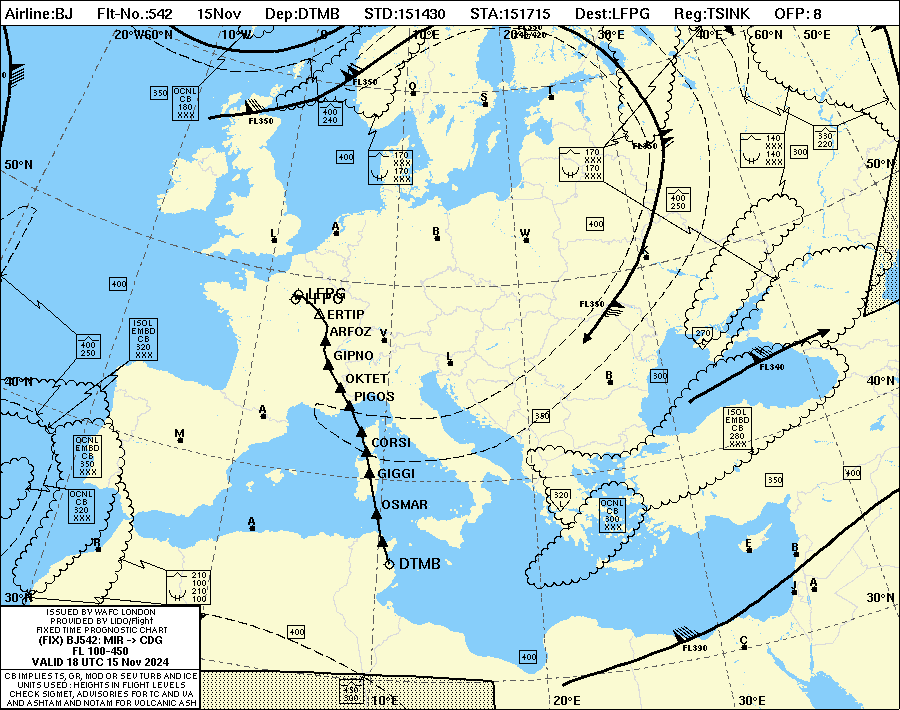 Airline:BJ Flt-No.:542 15Nov Dep:DTMB STD:151430 STA:151715 Dest:LFPG Reg:TSINK OFP: 8
20°W 60°N 10°W 0 10°E 20°E 30°E 40°E 60°N 50°E
FL350
350
OCNL
CB
180
XXX
FL350
400
240
O
S
T
FL350
140
XXX
140
XXX
300
330
220
50°N
400
170
XXX
170
XXX
170
XXX
170
XXX
50°N
400
250
L
A
B
W
400
K
400
LFPG
ERTIP
FL350
ISOL
EMBD
CB
320
XXX
400
250
ARFOZ
V
270
L
GIPNO
L
FL340
40°N
OKTET
B
300
40°N
PIGOS
A
350
M
ISOL
EMBD
CB
280
XXX
OCNL
EMBD
CB
350
XXX
CORSI
GIGGI
350
400
OCNL
CB
320
XXX
OSMAR
320
L
OCNL
CB
300
XXX
A
R
E
B
DTMB
210
100
210
100
J
A
30°N
30°N
ISSUED BY WAFC LONDON
PROVIDED BY LIDO/Flight
FIXED TIME PROGNOSTIC CHART
(FIX) BJ542: MIR -> CDG
FL 100-450
VALID 18 UTC 15 Nov 2024
400
FL390
C
400
CB IMPLIES TS, GR, MOD OR SEV TURB AND ICE
UNITS USED : HEIGHTS IN FLIGHT LEVELS
CHECK SIGMET, ADVISORIES FOR TC AND VA
AND ASHTAM AND NOTAM FOR VOLCANIC ASH
450
300
10°E
20°E
30°E